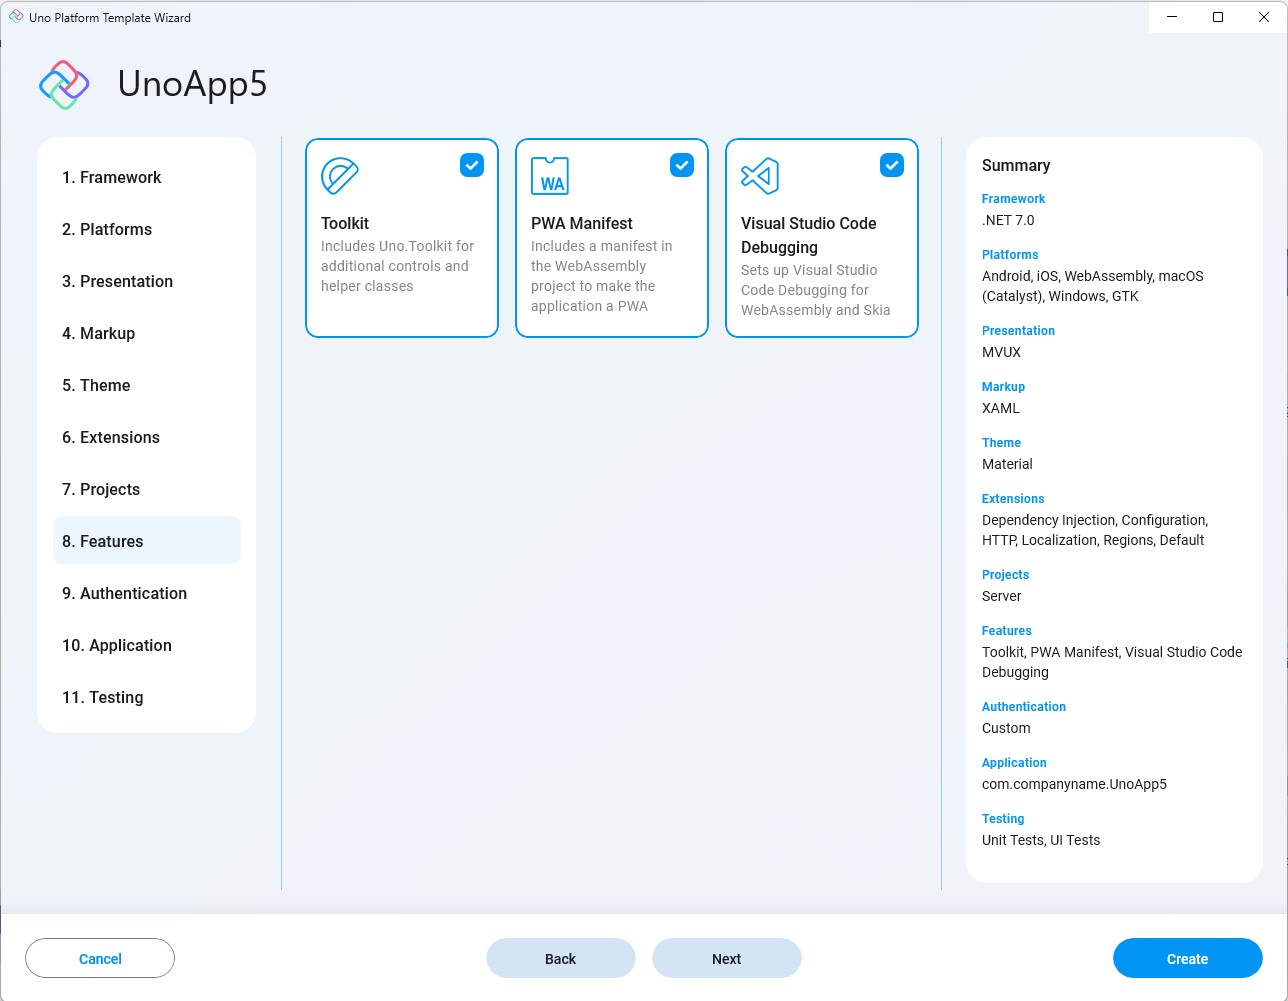 Uno Platform Template Wizard
UnoApp5
1. Framework
2. Platforms
3. Presentation
4. Markup
5. Theme
6. Extensions
7. Projects
8. Features
9. Authentication
10. Application
11. Testing
Toolkit
Includes Uno.Toolkit for
additional controls and
helper classes
WA
PWA Manifest
Includes a manifest in
the WebAssembly
project to make the
application a PWA
Visual Studio Code
Debugging
Sets up Visual Studio
Code Debugging for
WebAssembly and Skia
Summary
Framework
.NET 7.0
Platforms
Android, iOS, WebAssembly, macOS
(Catalyst), Windows, GTK
Presentation
MVUX
Markup
XAML
Theme
Material
Extensions
Dependency Injection, Configuration,
HTTP, Localization, Regions, Default
Projects
Server
Features
Toolkit, PWA Manifest, Visual Studio Code
Debugging
Authentication
Custom
Application
com.companyname.UnoApp5
Testing
Unit Tests, UI Tests
Cancel
Back
Next
Create